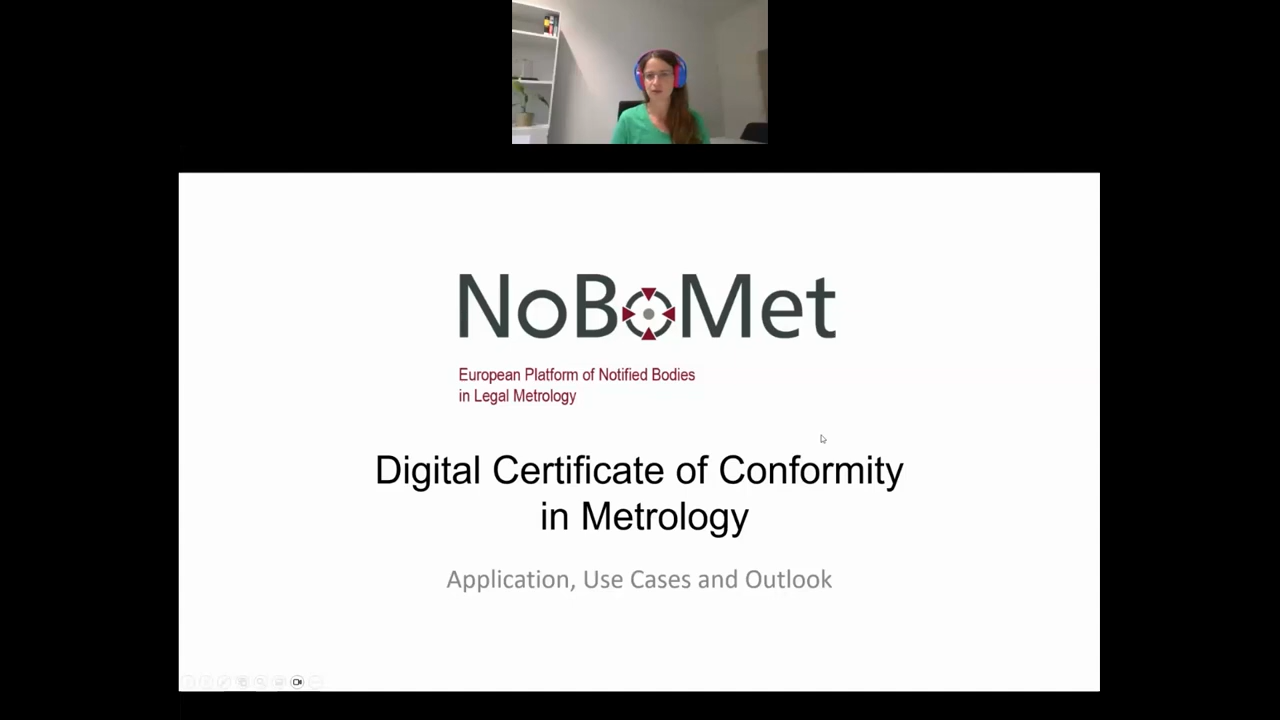 NoBoMet
European Platform of Notified Bodies
in Legal Metrology
Digital Certificate of Conformity
in Metrology
Application, Use Cases and Outlook